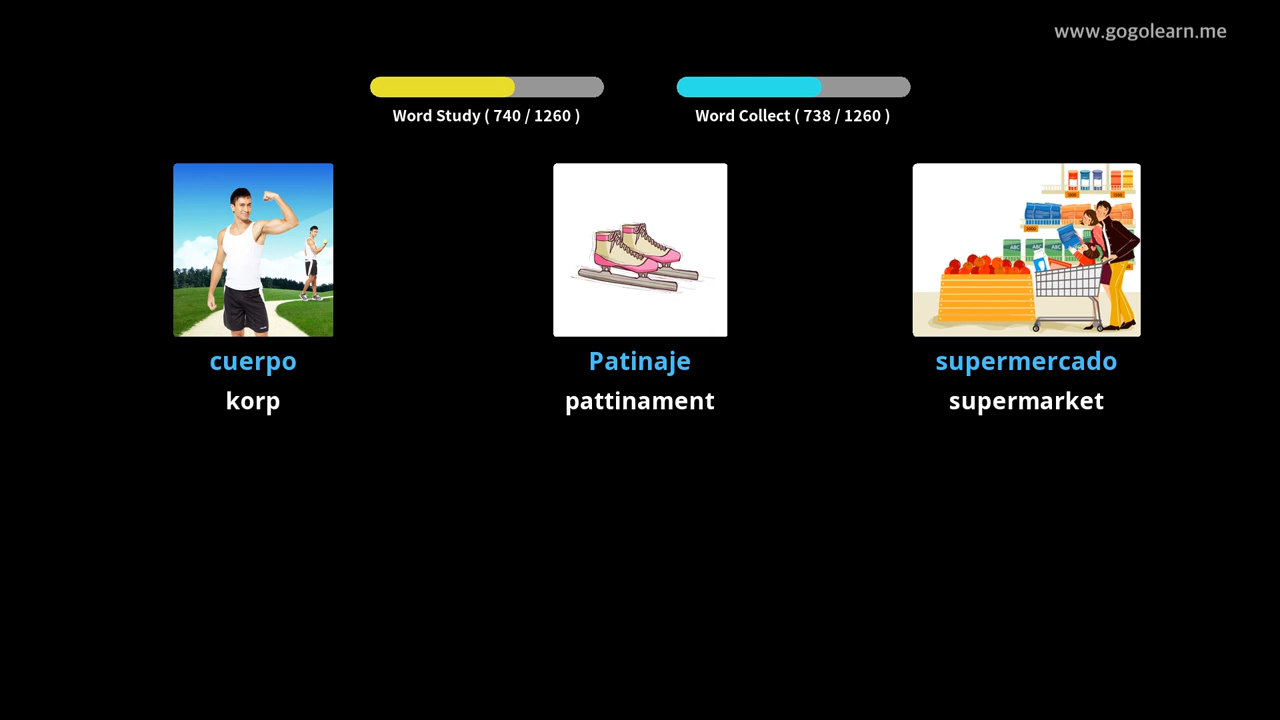 www.gogolearn.me
Word Study ( 740 / 1260 )
Word Collect ( 738 / 1260 )
cuerpo
korp
Patinaje
pattinament
supermercado
supermarket